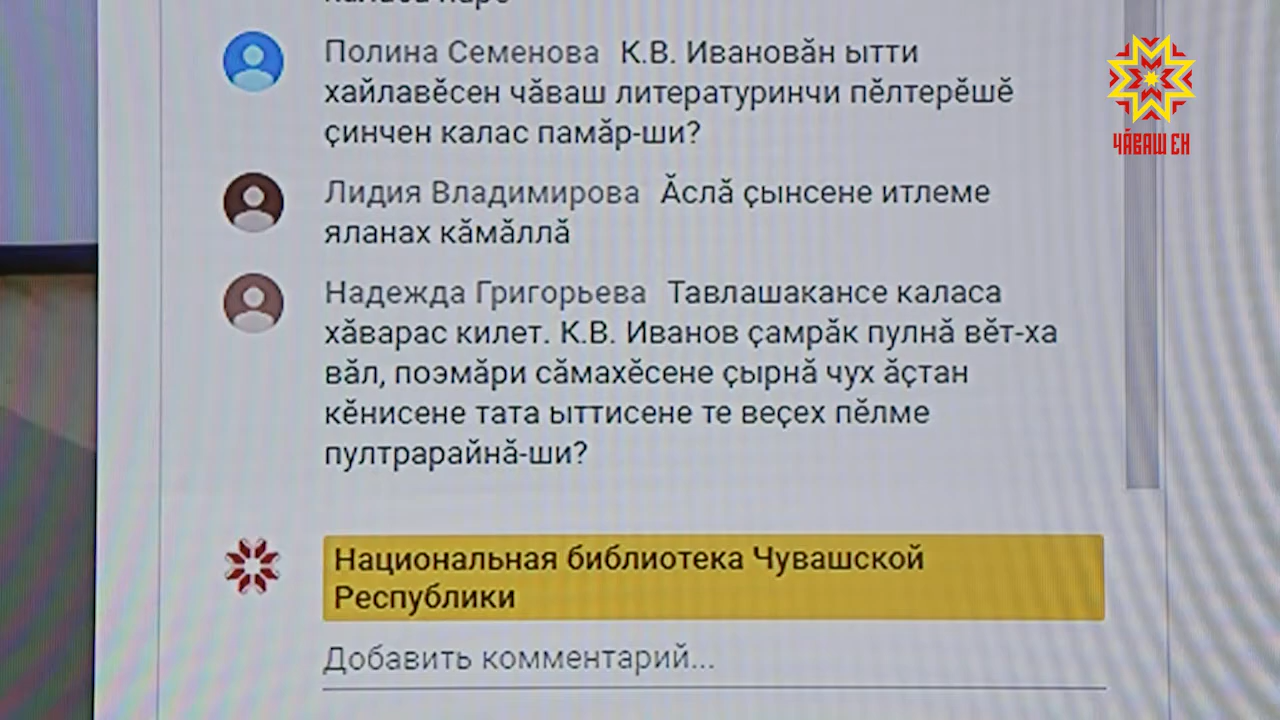 Полина Семенова К.В. Ивановăн ытти
хайлавĕсен чăваш литературинчи пĕлтерĕшĕ
çинчен калас памăр-ши?
ЧĂВАШ ЕН
Лидия Владимирова Ăслă çынсене итлеме
яланах кăмăллă
Надежда Григорьева Тавлашакансе каласа
хăварас килет. К.В. Иванов çамрăк пулнă вĕт-ха
вăл, поэмăри сăмахĕсене çырнă чух ăçтан
кĕнисене тата ыттисене те веçех пĕлме
пултрарайнă-ши?
Национальная библиотека Чувашской
Республики
Добавить комментарий...